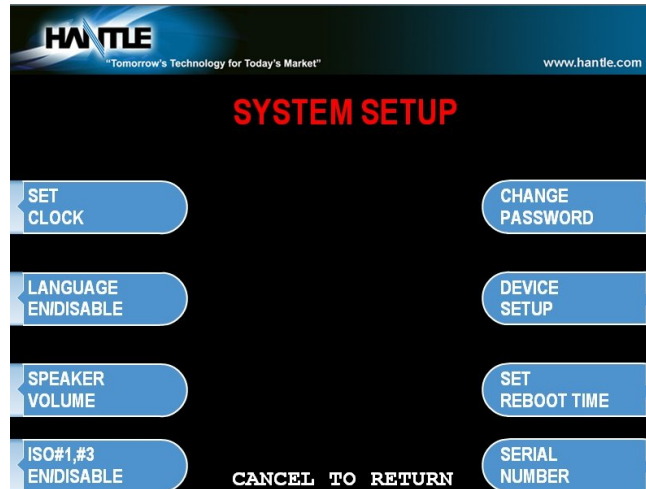 HANTLE
"Tomorrow's Technology for Today's Market"
www.hantle.com
SYSTEM SETUP
SET
CLOCK
CHANGE
PASSWORD
LANGUAGE
EN/DISABLE
DEVICE
SETUP
SPEAKER
VOLUME
SET
REBOOT TIME
ISO#1,#3
EN/DISABLE
CANCEL TO RETURN
SERIAL
NUMBER